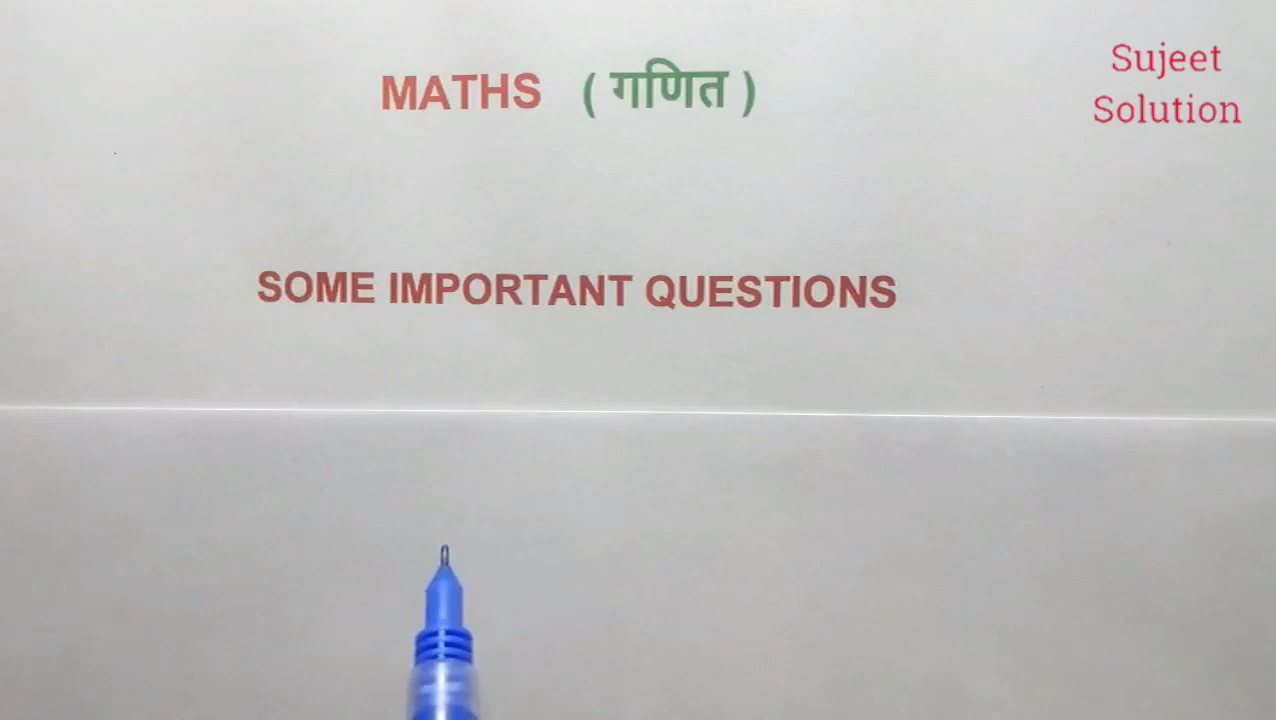 MATHS ( गणित )
Sujeet
Solution
SOME IMPORTANT QUESTIONS